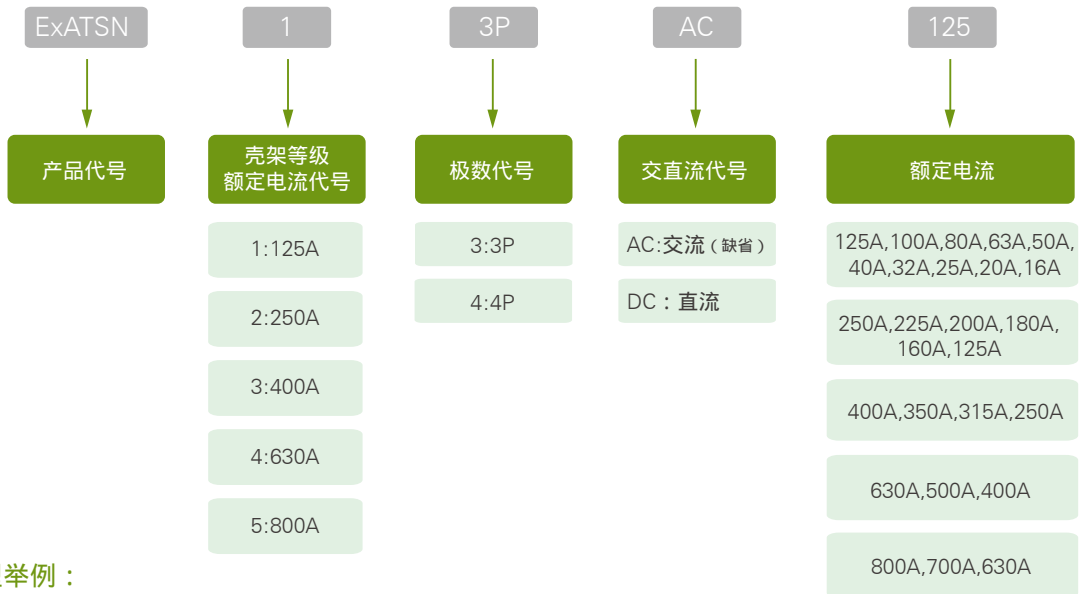 ExATSN
1
3P
AC
125
产品代号
壳架等级
额定电流代号
极数代号
交直流代号
额定电流
1:125A
2:250A
3:400A
4:630A
5:800A
3:3P
4:4P
AC:交流（缺省）
DC：直流
125A,100A,80A,63A,50A,
40A,32A,25A,20A,16A
250A,225A,200A,180A,
160A,125A
400A,350A,315A,250A
630A,500A,400A
800A,700A,630A
举例：